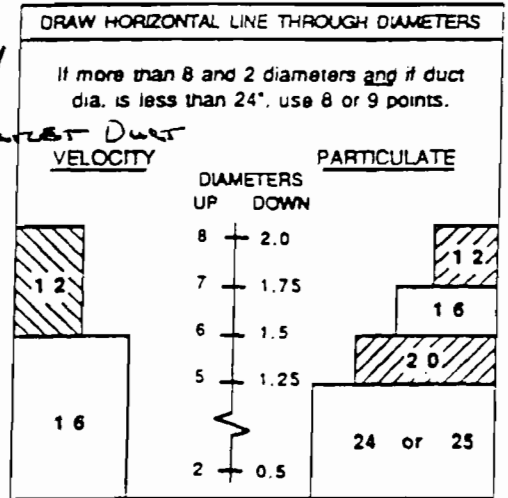 DRAW HORIZONTAL LINE THROUGH DIAMETERS
If more than 8 and 2 diameters and if duct
dia. is less than 24", use 8 or 9 points.
Duct
VELOCITY
PARTICULATE
DIAMETERS
UP DOWN
8 2.0
12
12
7 1.75
16
6 1.5
20
5 1.25
16
24 or 25
2 0.5